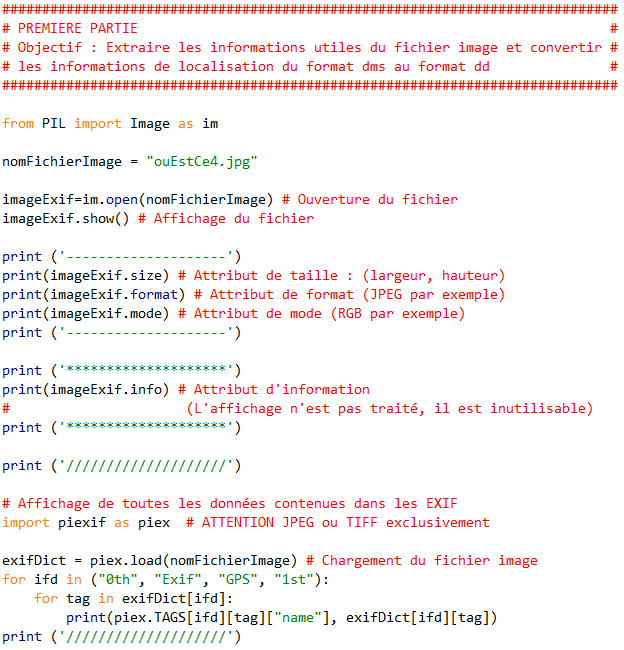 #############################################################################
# PREMIERE PARTIE                                                           #
# Objectif : Extraire les informations utiles du fichier image et convertir #
# les informations de localisation du format dms au format dd               #
#############################################################################
from PIL import Image as im
nomFichierImage = "ouEstCe4.jpg"
imageExif=im.open(nomFichierImage) # Ouverture du fichier
imageExif.show() # Affichage du fichier
print ('--------------------')
print(imageExif.size) # Attribut de taille : (largeur, hauteur)
print(imageExif.format) # Attribut de format (JPEG par exemple)
print(imageExif.mode) # Attribut de mode (RGB par exemple)
print ('--------------------')
print ('********************')
print(imageExif.info) # Attribut d'information
#                      (L'affichage n'est pas traité, il est inutilisable)
print ('********************')
print ('////////////////////')
# Affichage de toutes les données contenues dans les EXIF
import piexif as piex  # ATTENTION JPEG ou TIFF exclusivement
exifDict = piex.load(nomFichierImage) # Chargement du fichier image
for ifd in ("0th", "Exif", "GPS", "1st"):
    for tag in exifDict[ifd]:
        print(piex.TAGS[ifd][tag]["name"], exifDict[ifd][tag])
print ('////////////////////')